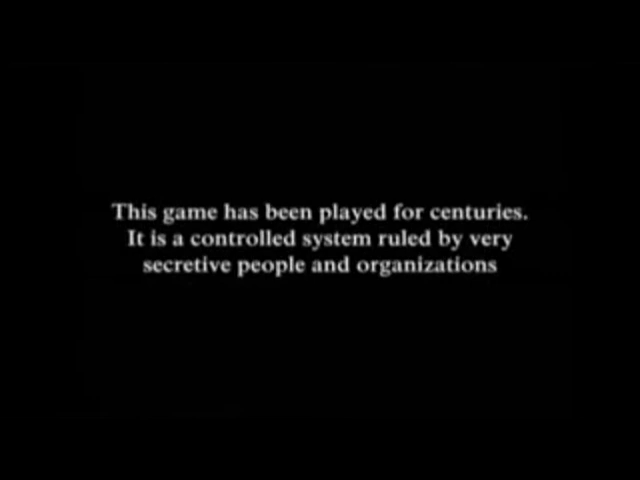 This game has been played for centuries.
It is a controlled system ruled by very
secretive people and organizations